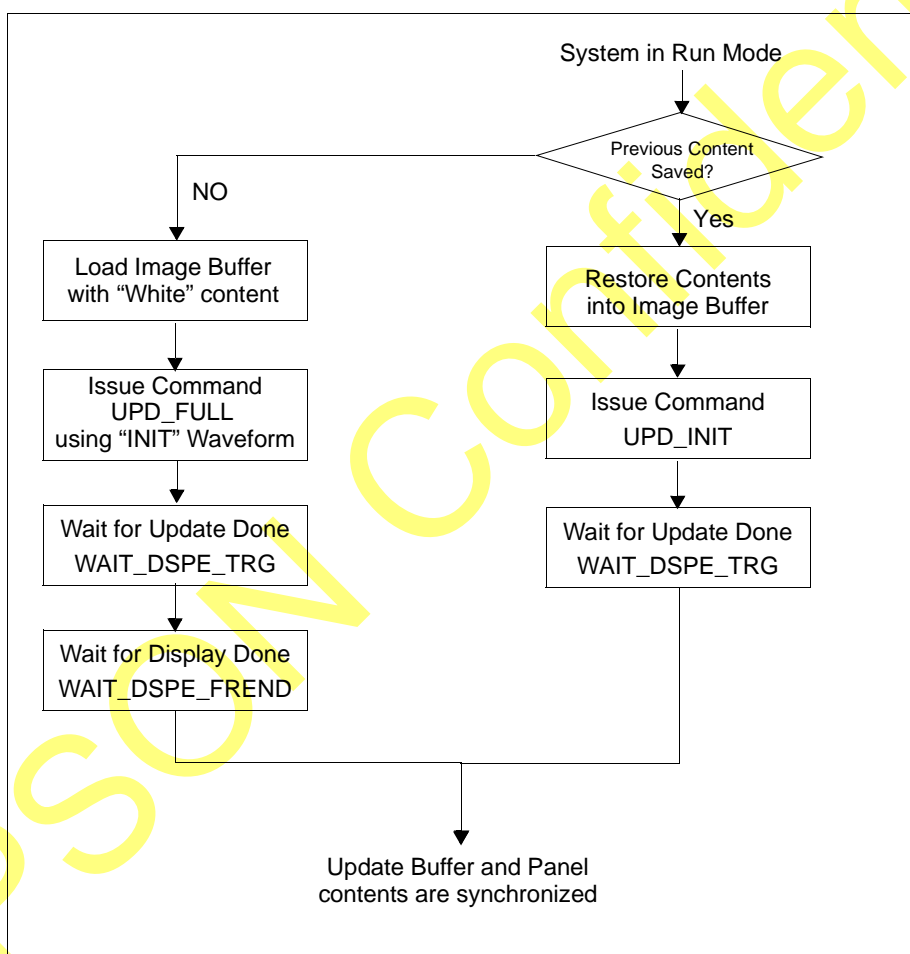 System in Run Mode
Previous Content
Saved?
NO
Yes
Load Image Buffer
with “White” content
Restore Contents
into Image Buffer
Issue Command
UPD_FULL
using “INIT” Waveform
Issue Command
UPD_INIT
Wait for Update Done
WAIT_DSPE_TRG
Wait for Update Done
WAIT_DSPE_TRG
Wait for Display Done
WAIT_DSPE_FREND
Update Buffer and Panel
contents are synchronized
PSON Confident